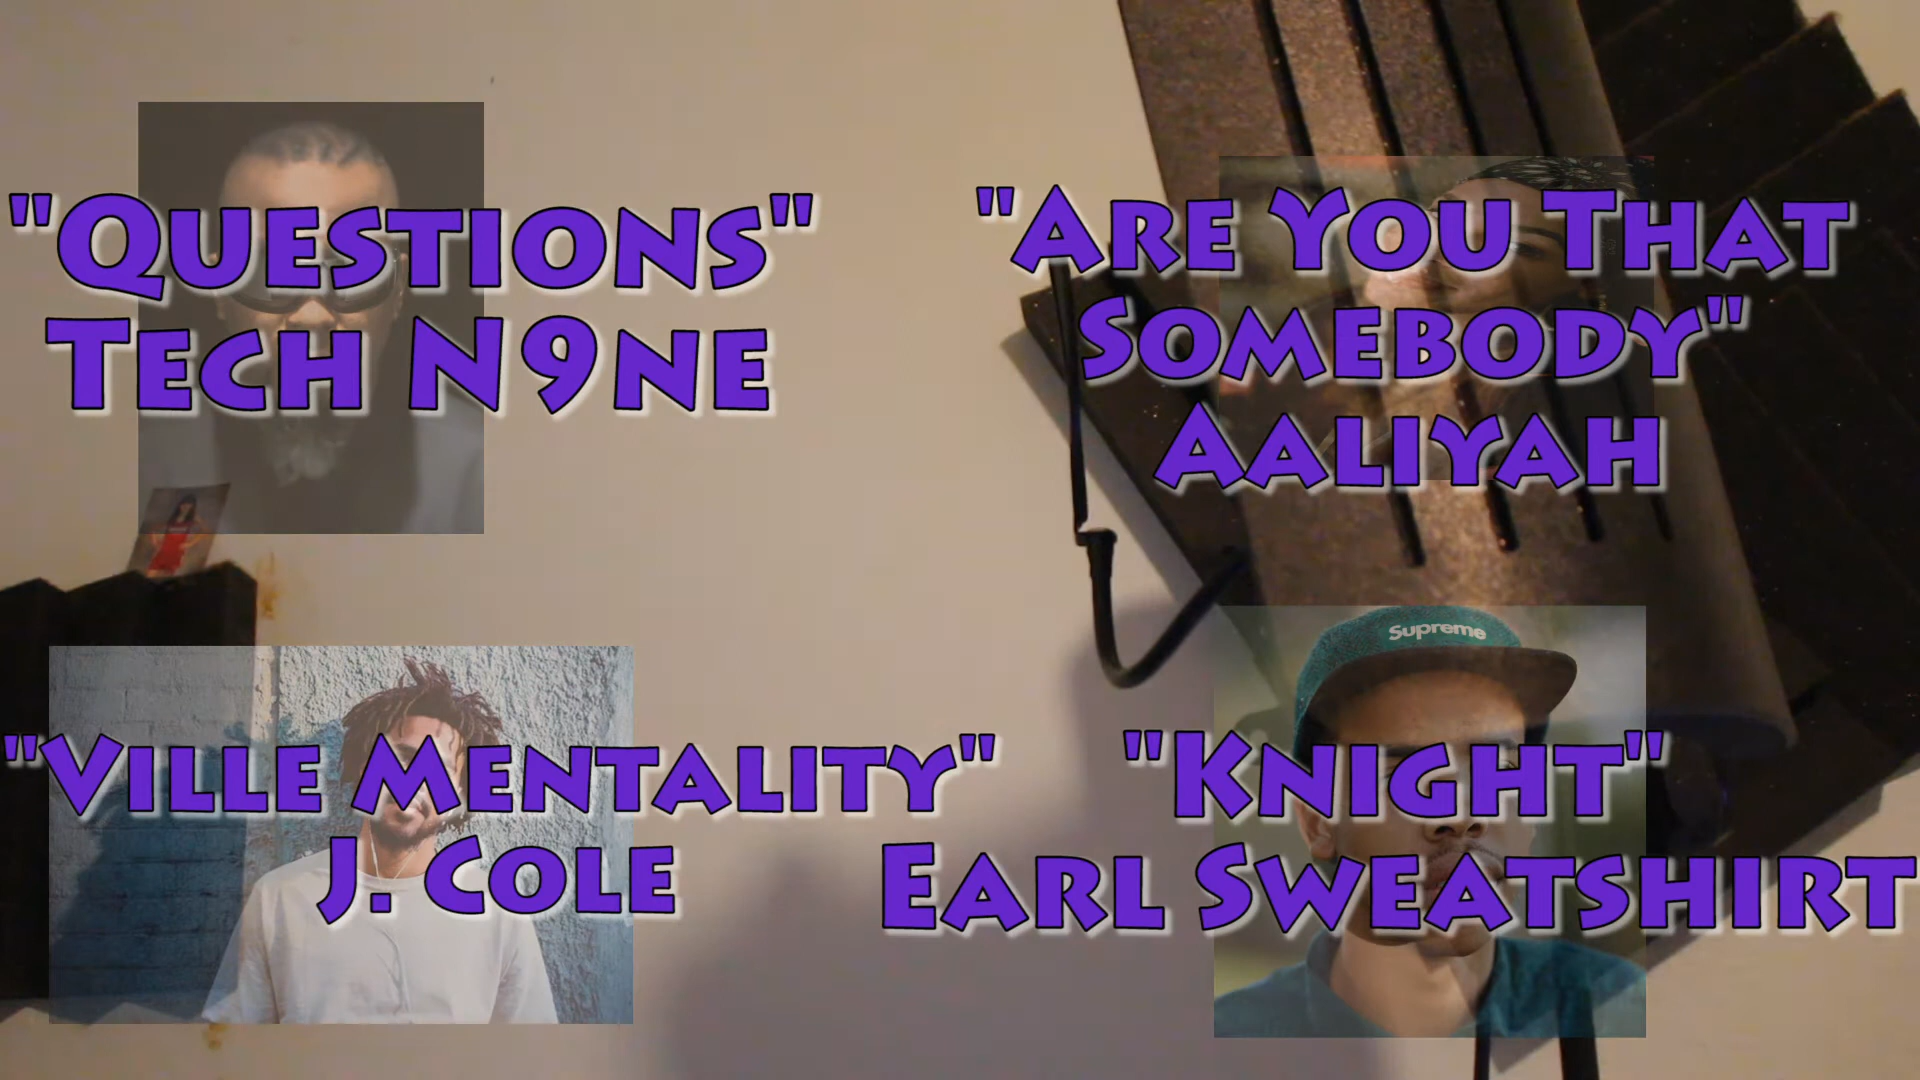 "Questions"
Tech N9ne
"Are You That
Somebody"
Aaliyah
Supreme
"Ville Mentality"
J. Cole
"Knight"
Earl Sweatshirt